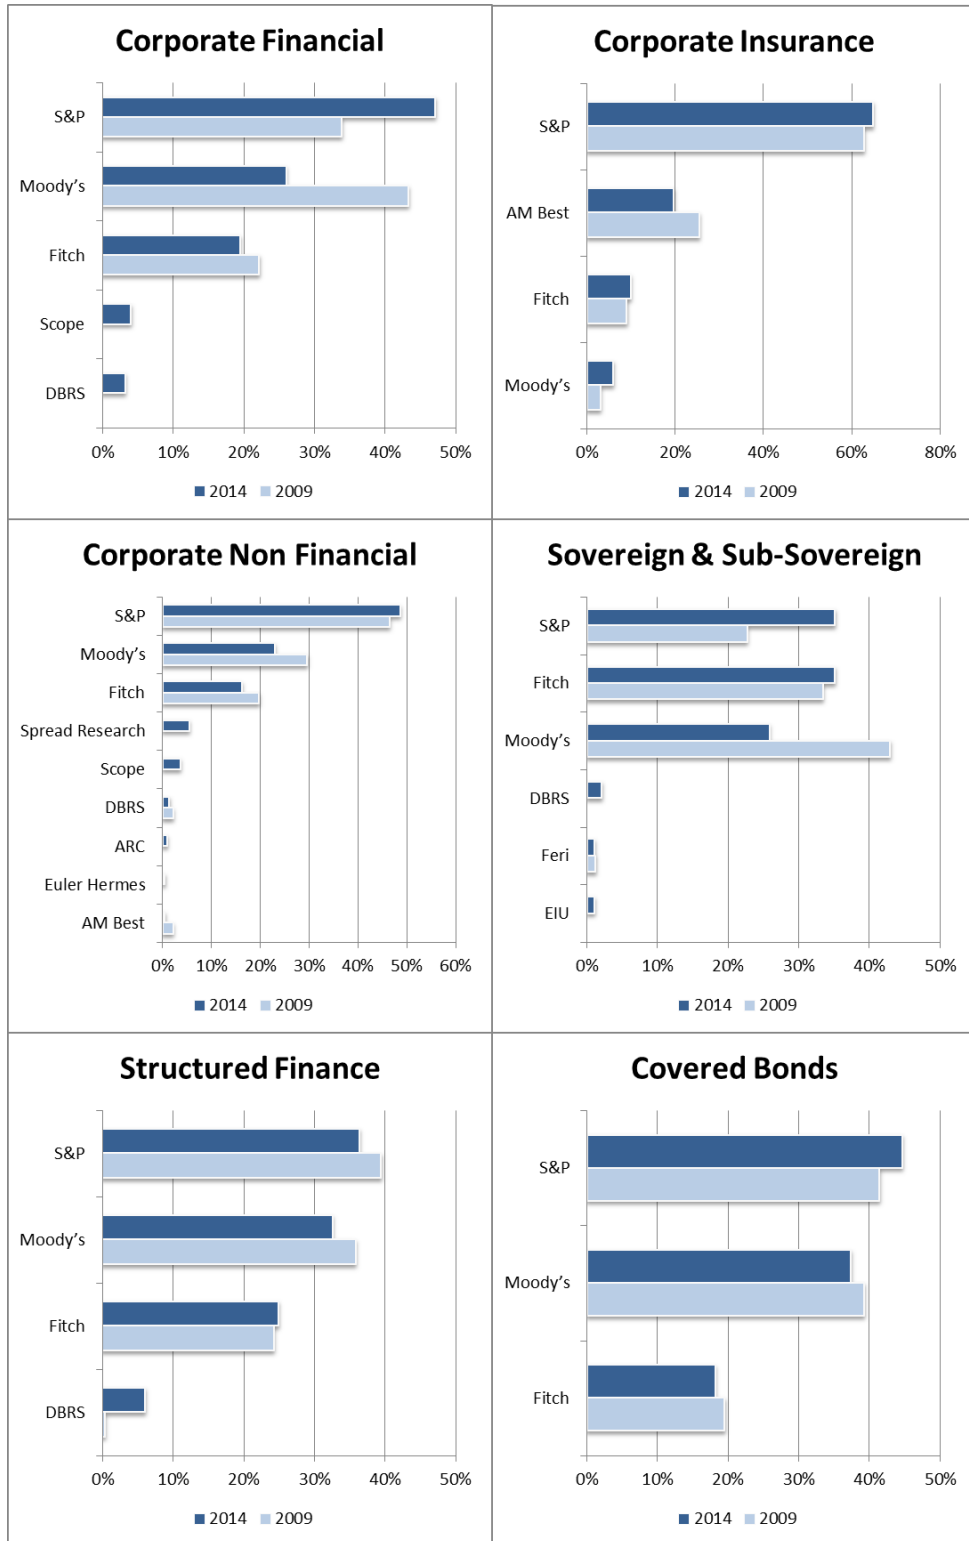 Corporate Financial
S&P
Moody’s
Fitch
Scope
DBRS
0% 10% 20% 30% 40% 50%
2014 2009
Corporate Insurance
S&P
AM Best
Fitch
Moody’s
0% 20% 40% 60% 80%
2014 2009
Corporate Non Financial
S&P
Moody’s
Fitch
Spread Research
Scope
DBRS
ARC
Euler Hermes
AM Best
0% 10% 20% 30% 40% 50% 60%
2014 2009
Sovereign & Sub-Sovereign
S&P
Fitch
Moody’s
DBRS
Feri
EIU
0% 10% 20% 30% 40% 50%
2014 2009
Structured Finance
S&P
Moody’s
Fitch
DBRS
0% 10% 20% 30% 40% 50%
2014 2009
Covered Bonds
S&P
Moody’s
Fitch
0% 10% 20% 30% 40% 50%
2014 2009